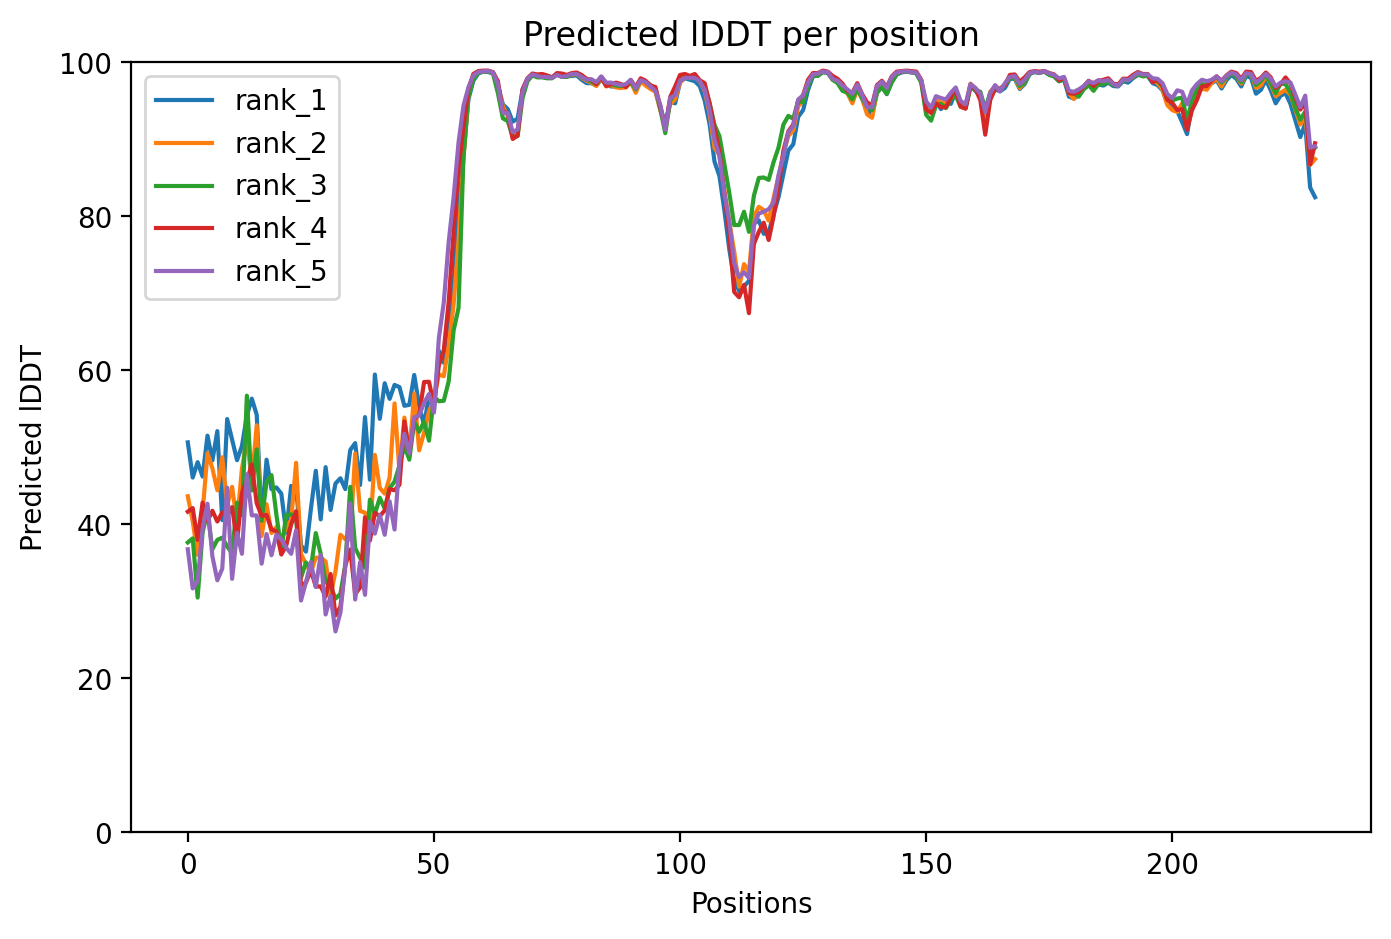 Predicted lDDT per position
100
80
60
40
20
0
Predicted lDDT
rank_1
rank_2
rank_3
rank_4
rank_5
0
50
100
150
200
Positions